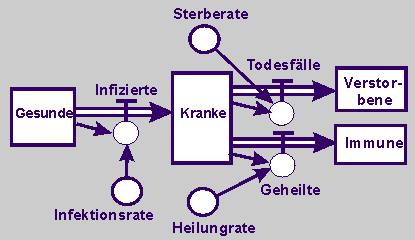 Sterberate
Todesfälle
Infizierte
Verstor-
bene
Gesunde
Kranke
Immune
Geheilte
Infektionsrate
Heilungrate